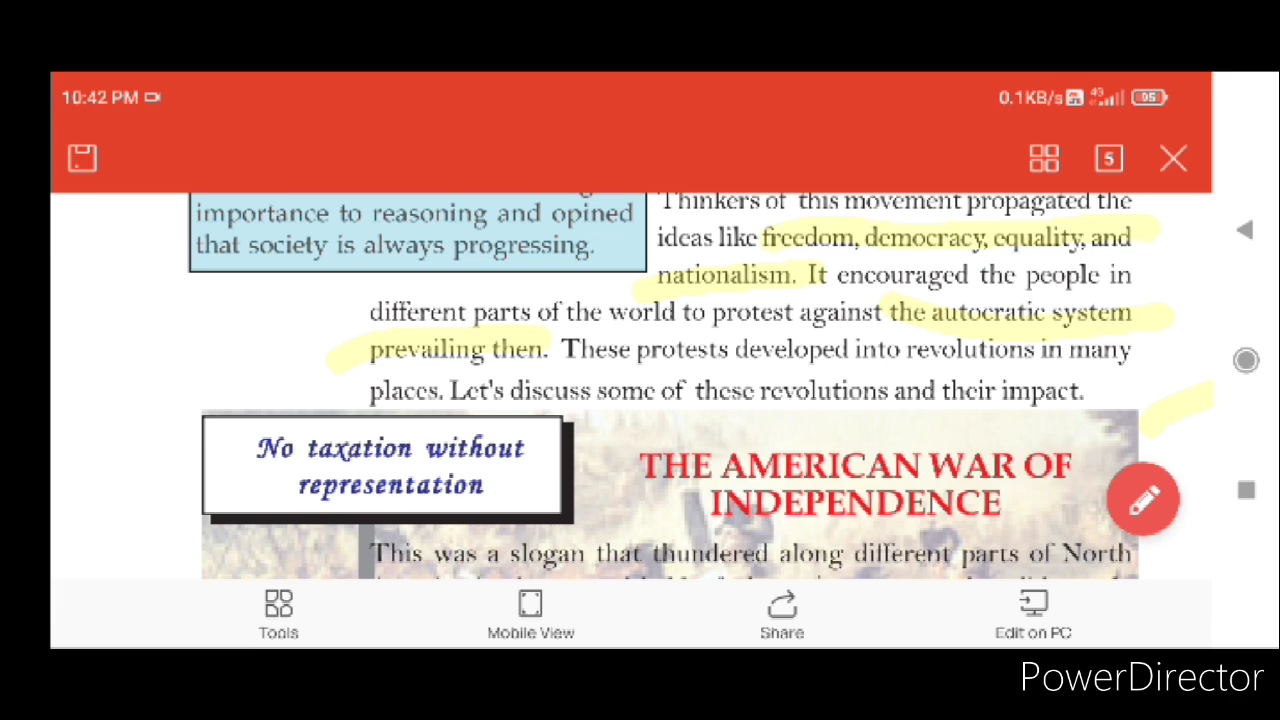 10:42 PM
0.1KB/s 4G 95
5
importance to reasoning and opined
that society is always progressing.
Thinkers of this movement propagated the
ideas like freedom, democracy, equality, and
nationalism. It encouraged the people in
different parts of the world to protest against the autocratic system
prevailing then. These protests developed into revolutions in many
places. Let's discuss some of these revolutions and their impact.
No taxation without
representation
THE AMERICAN WAR OF
INDEPENDENCE
This was a slogan that thundered along different parts of North
Tools
Mobile View
Share
Edit on PC
PowerDirector